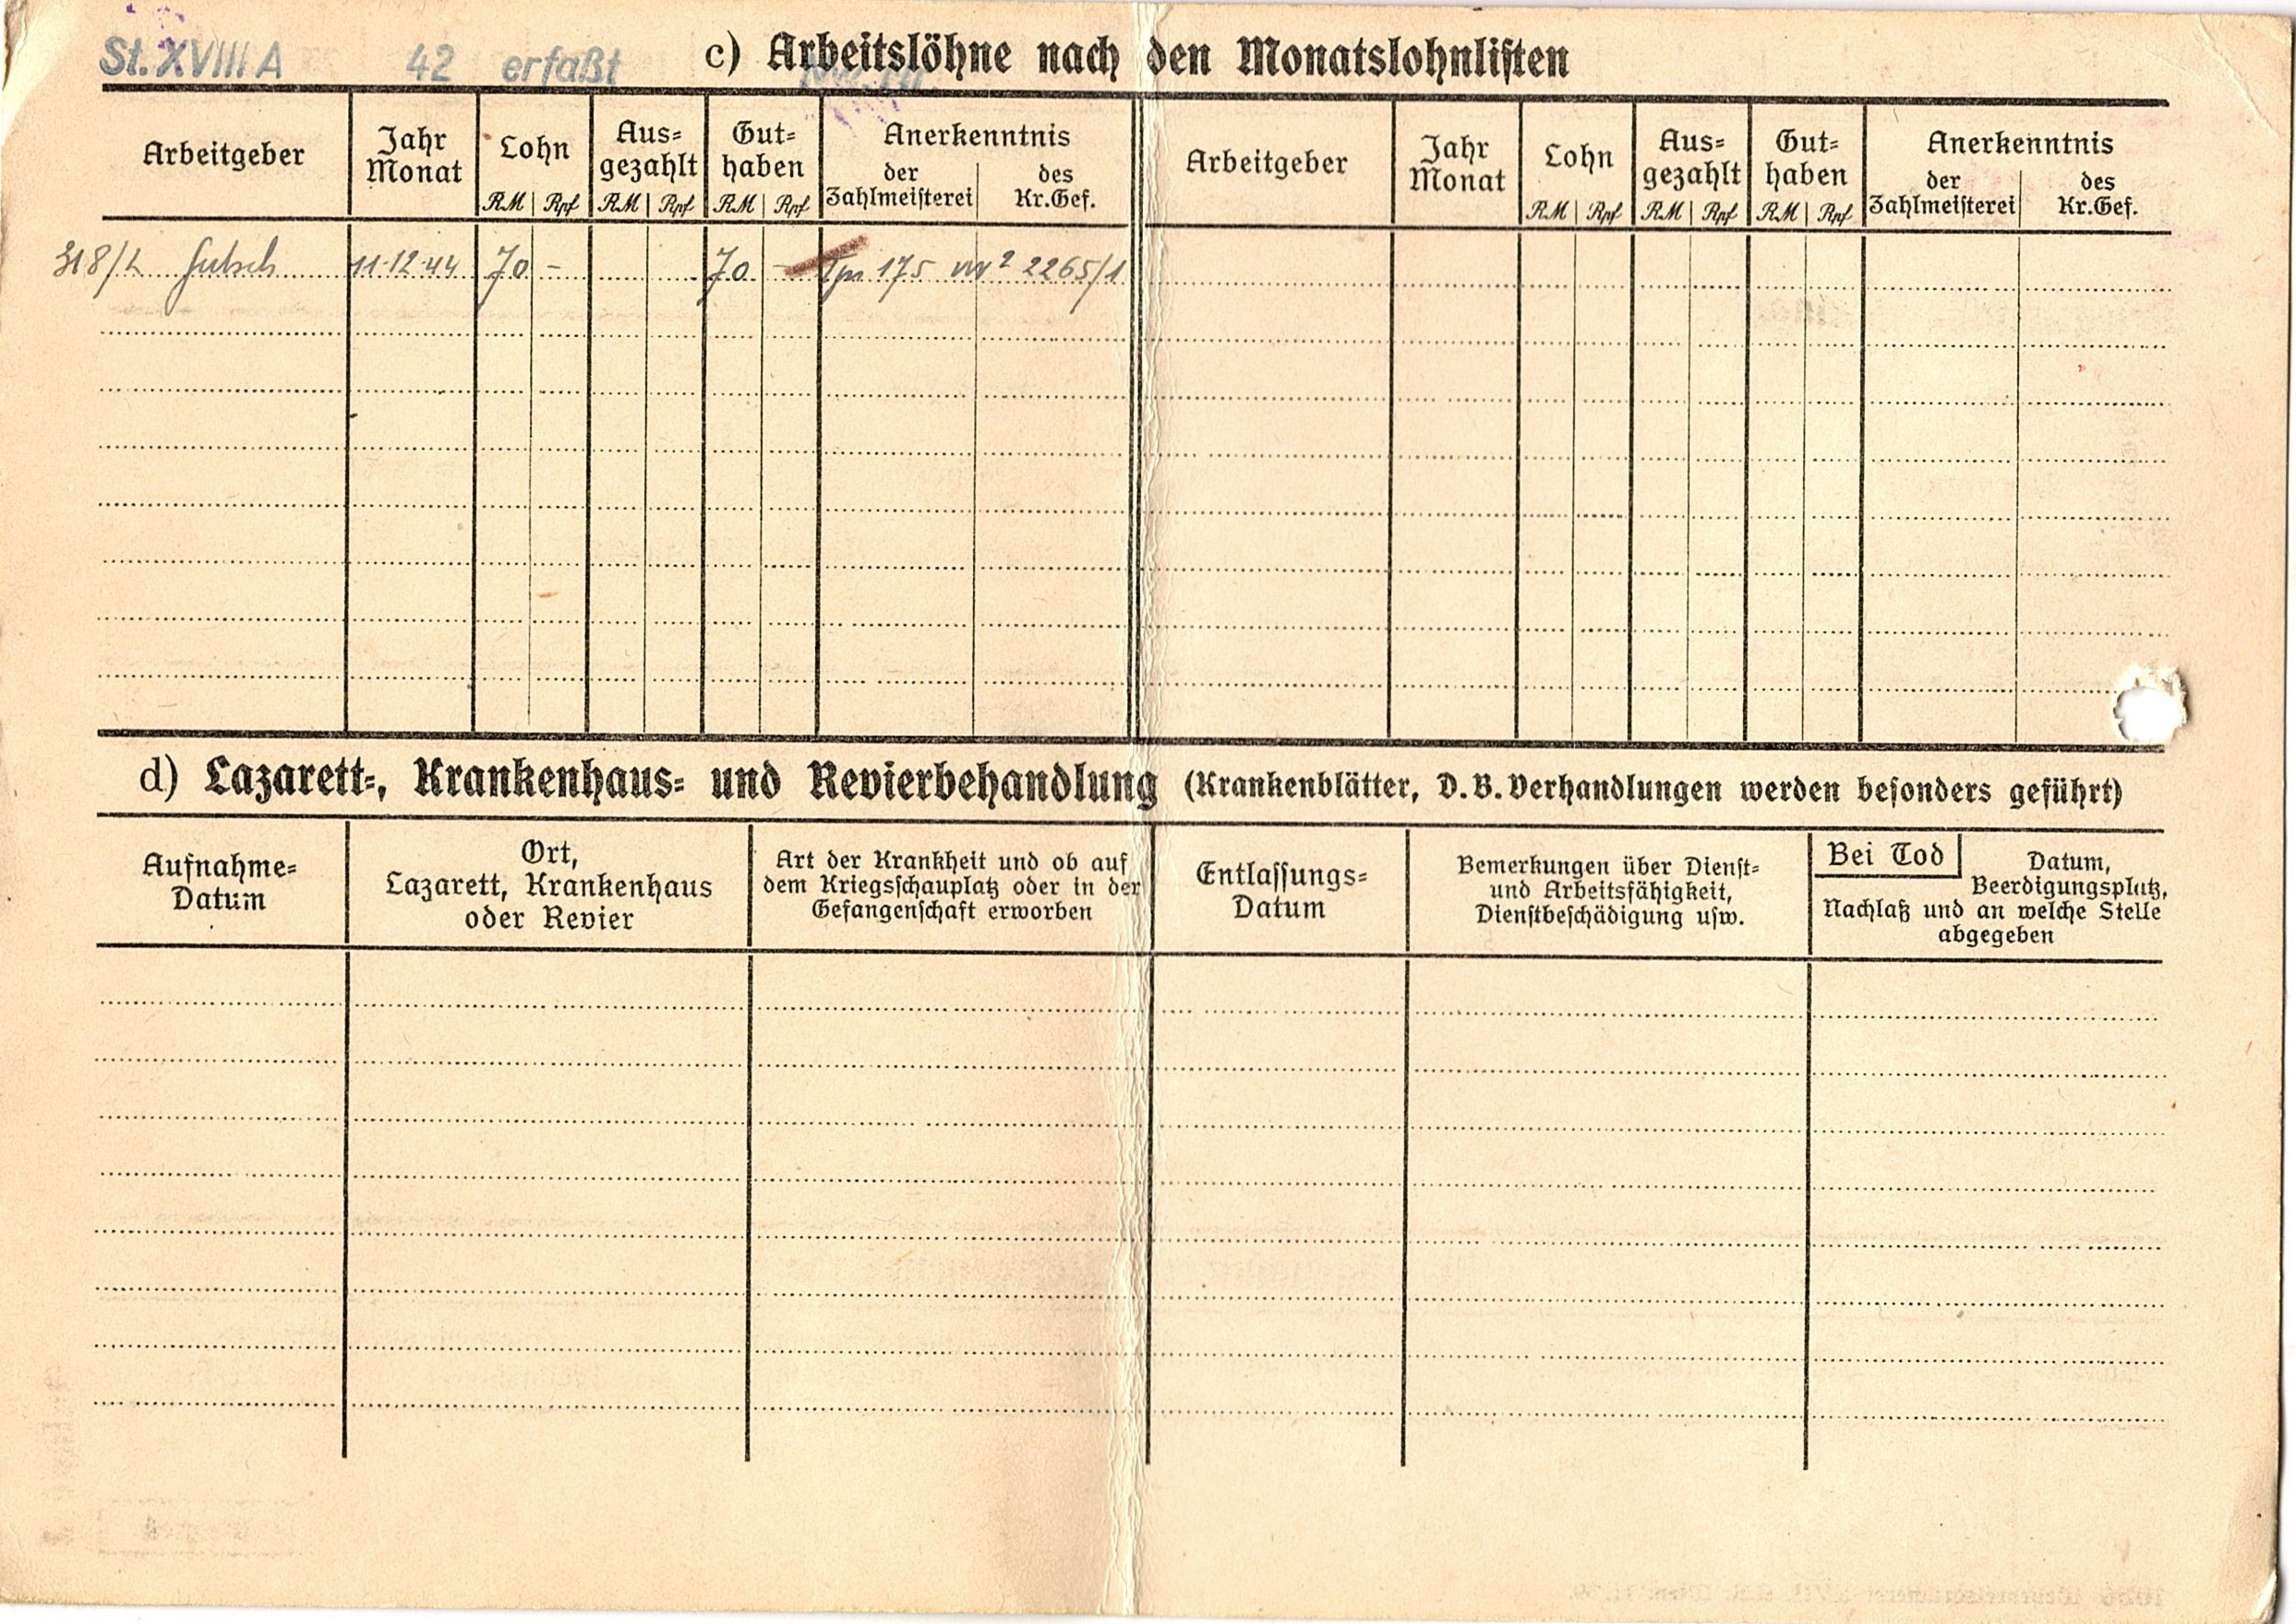 St. XVIII A 42 erfaßt
c) Arbeitslöhne nach den Monatslohnlisten
Arbeitgeber
Jahr
Monat
Lohn
RM | Rpf
Aus=
gezahlt
RM | Rpf
Gut=
haben
RM | Rpf
Anerkenntnis
der
Zahlmeisterei
des
Kr.Gef.
Arbeitgeber
Jahr
Monat
Lohn
RM | Rpf
Aus=
gezahlt
RM | Rpf
Gut=
haben
RM | Rpf
Anerkenntnis
der
Zahlmeisterei
des
Kr.Gef.
318/L 11.12.44 70 - 70 - 175 2265/1
d) Lazarett=, Krankenhaus= und Revierbehandlung (Krankenblätter, D.B.Verhandlungen werden besonders geführt)
Aufnahme=
Datum
Ort,
Lazarett, Krankenhaus
oder Revier
Art der Krankheit und ob auf
dem Kriegsschauplatz oder in der
Gefangenschaft erworben
Entlassungs=
Datum
Bemerkungen über Dienst=
und Arbeitsfähigkeit,
Dienstbeschädigung usw.
Bei Tod
Datum,
Beerdigungsplatz,
Nachlaß und an welche Stelle
abgegeben